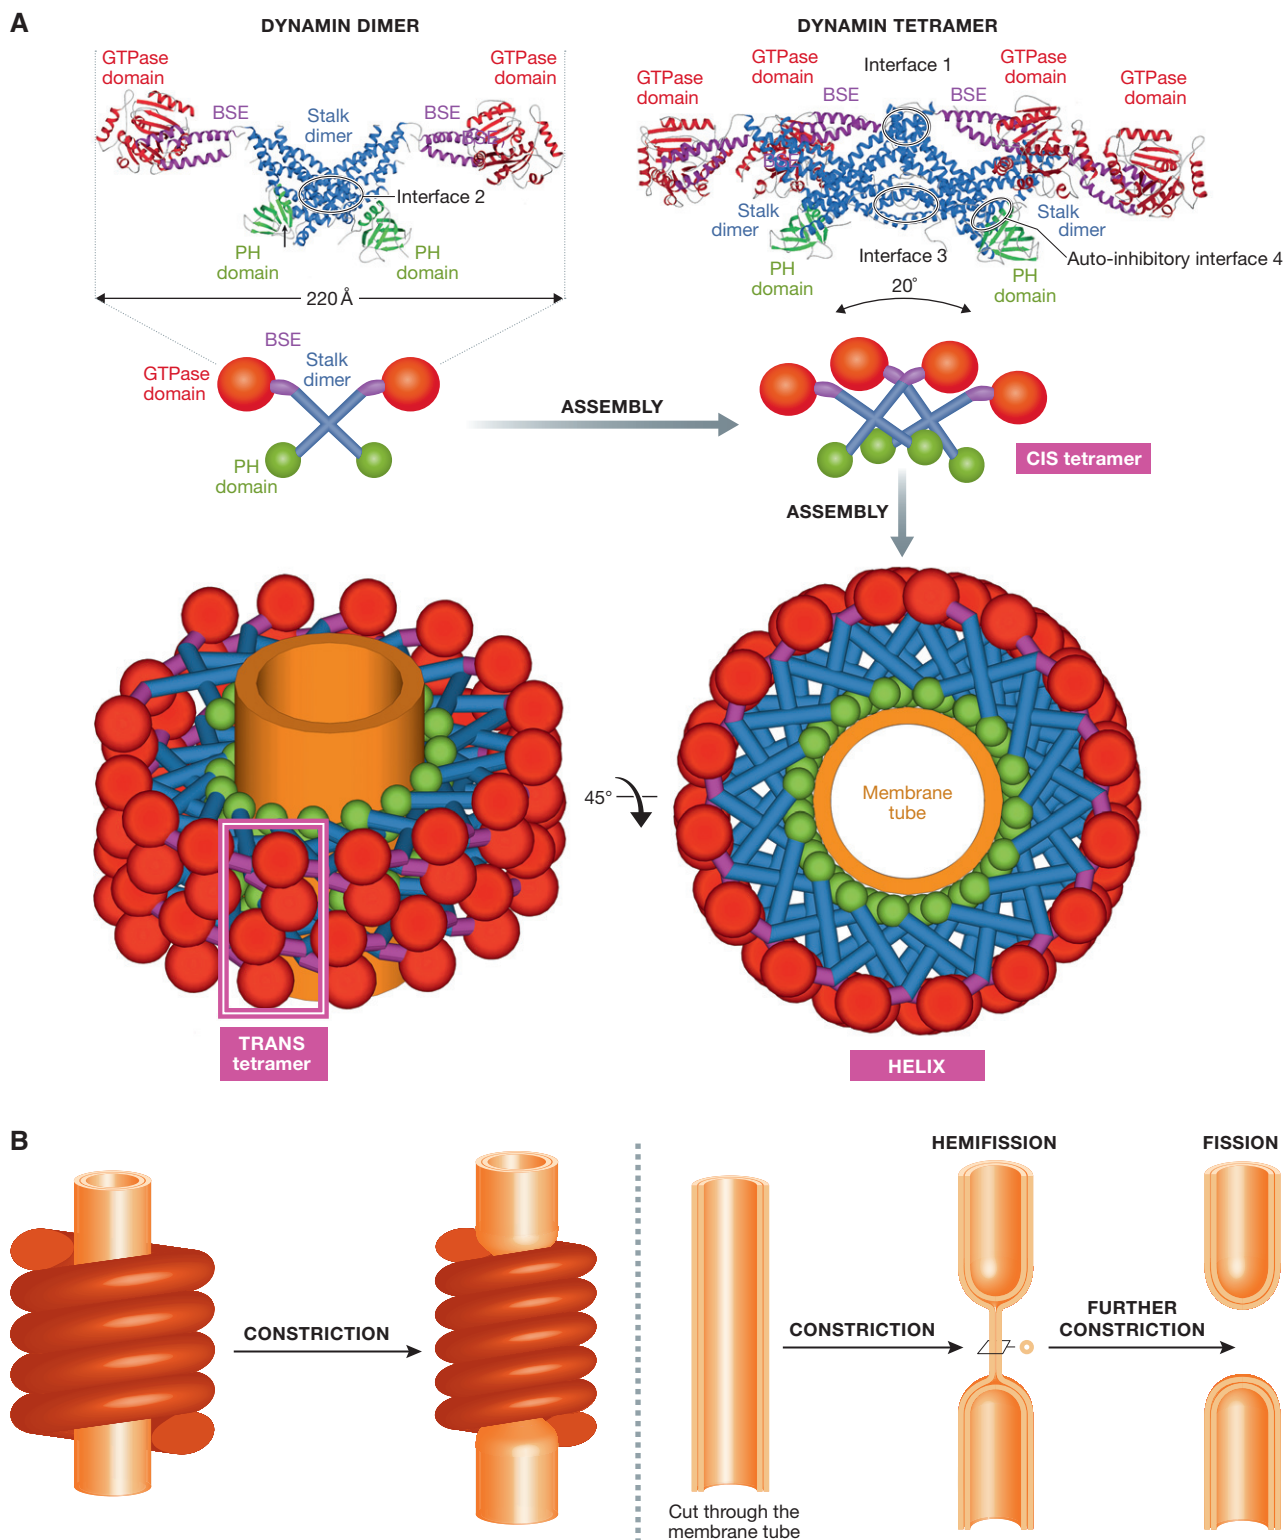 A
DYNAMIN DIMER
GTPase
domain
BSE
Stalk
dimer
BSE
BSE
GTPase
domain
Interface 2
PH
domain
PH
domain
220 Å
DYNAMIN TETRAMER
GTPase
domain
GTPase
domain
BSE
Interface 1
BSE
GTPase
domain
GTPase
domain
Stalk
dimer
PH
domain
Interface 3
Stalk
dimer
PH
domain
Auto-inhibitory interface 4
20°
GTPase
domain
BSE
Stalk
dimer
PH
domain
ASSEMBLY
CIS tetramer
ASSEMBLY
45°
Membrane
tube
TRANS
tetramer
HELIX
B
CONSTRICTION
HEMIFISSION
FISSION
CONSTRICTION
FURTHER
CONSTRICTION
Cut through the
membrane tube